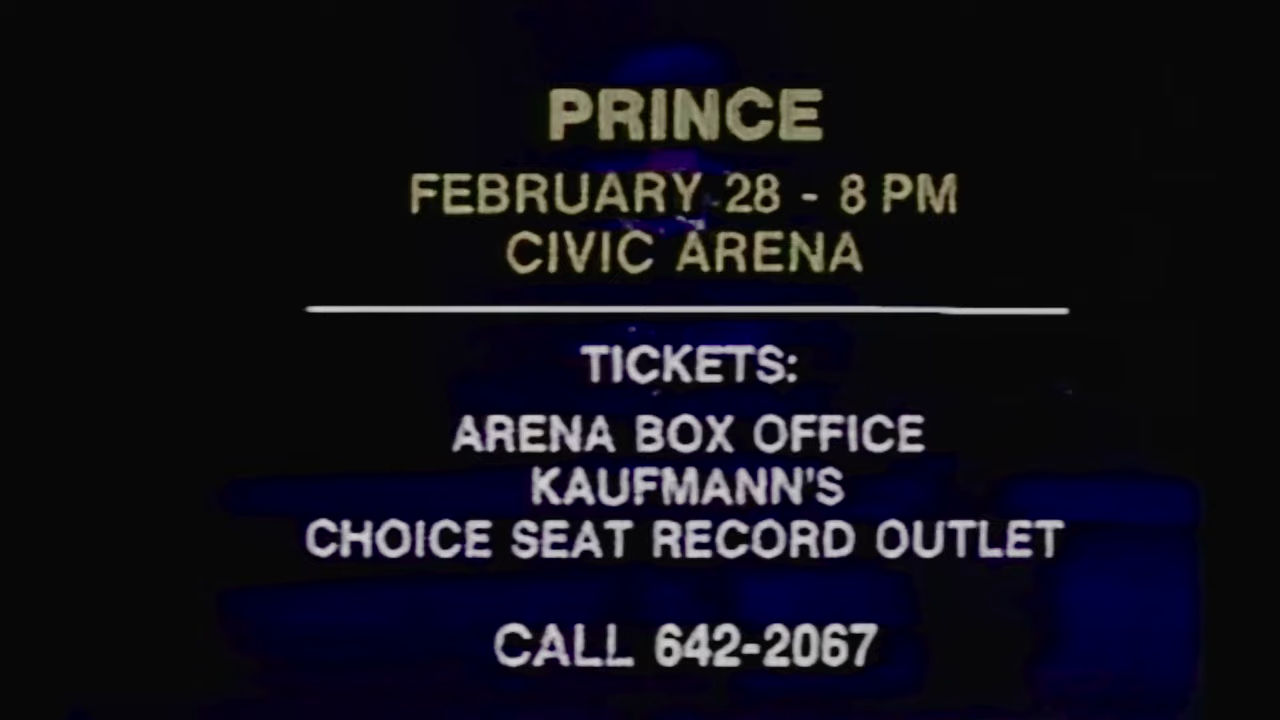 PRINCE
FEBRUARY 28 - 8 PM
CIVIC ARENA
TICKETS:
ARENA BOX OFFICE
KAUFMANN'S
CHOICE SEAT RECORD OUTLET
CALL 642-2067